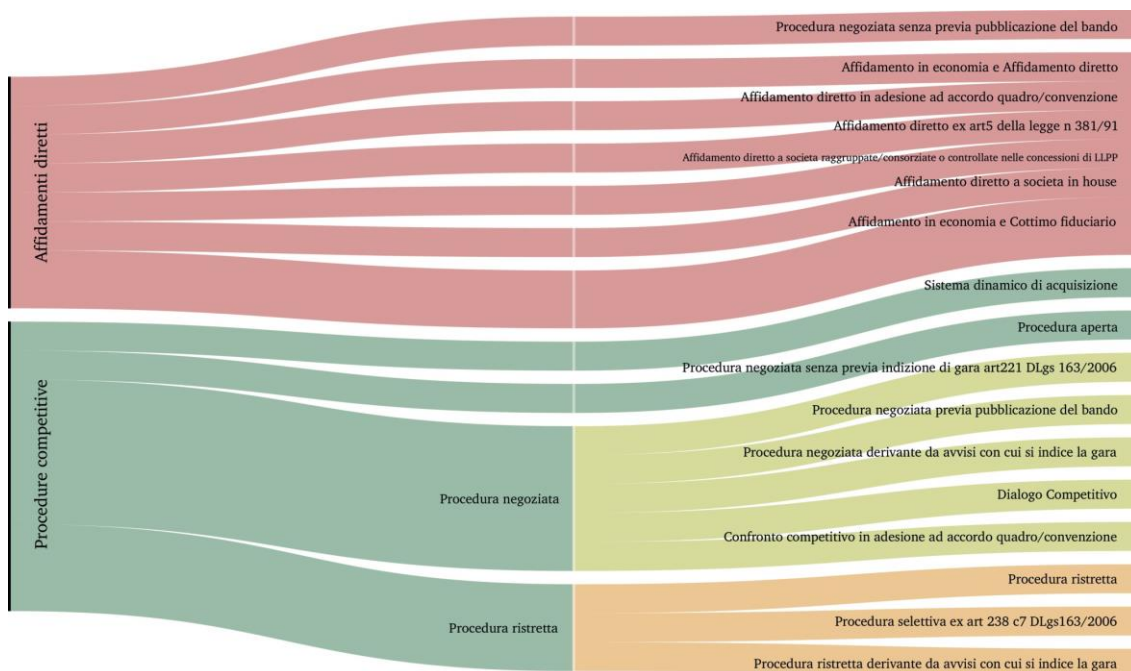 Affidamenti diretti
Procedura negoziata senza previa pubblicazione del bando
Affidamento in economia e Affidamento diretto
Affidamento diretto in adesione ad accordo quadro/convenzione
Affidamento diretto ex art5 della legge n 381/91
Affidamento diretto a societa raggruppate/consorziate o controllate nelle concessioni di LLPP
Affidamento diretto a societa in house
Affidamento in economia e Cottimo fiduciario
Procedure competitive
Sistema dinamico di acquisizione
Procedura aperta
Procedura negoziata
Procedura negoziata senza previa indizione di gara art221 DLgs 163/2006
Procedura negoziata previa pubblicazione del bando
Procedura negoziata derivante da avvisi con cui si indice la gara
Dialogo Competitivo
Confronto competitivo in adesione ad accordo quadro/convenzione
Procedura ristretta
Procedura ristretta
Procedura selettiva ex art 238 c7 DLgs163/2006
Procedura ristretta derivante da avvisi con cui si indice la gara